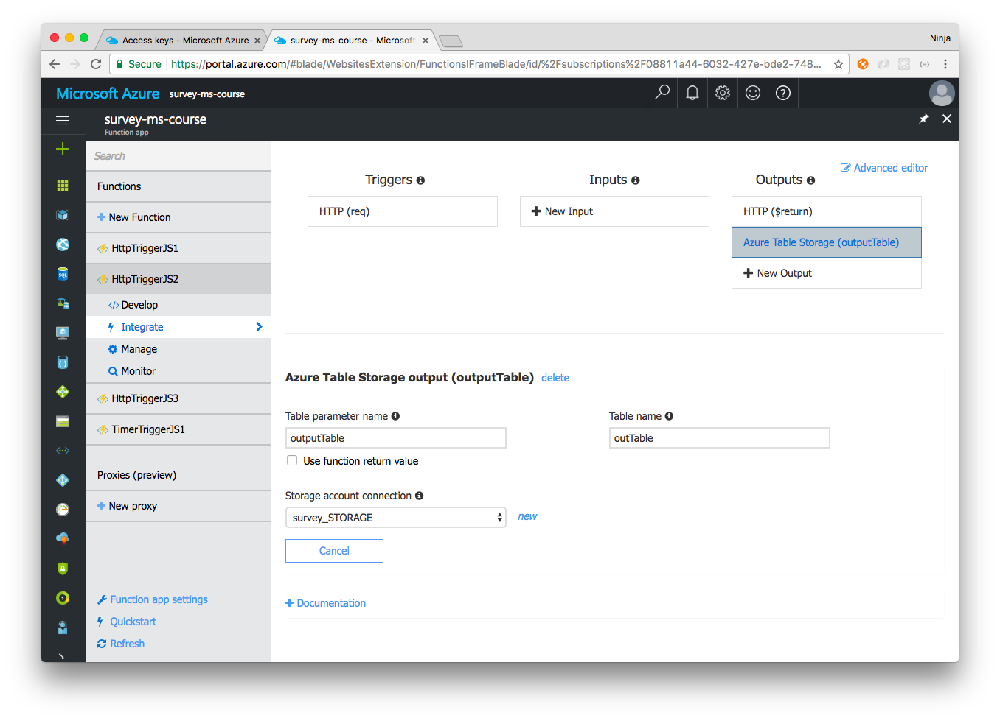 Ninja
Access keys - Microsoft Azure
survey-ms-course - Microsoft
Secure https://portal.azure.com/#blade/WebsitesExtension/FunctionsIFrameBlade/id/%2Fsubscriptions%2F08811a44-6032-427e-bde2-748...
Microsoft Azure survey-ms-course
survey-ms-course
Function app
Search
Functions
New Function
HttpTriggerJS1
HttpTriggerJS2
</> Develop
Integrate
Manage
Monitor
HttpTriggerJS3
TimerTriggerJS1
Proxies (preview)
New proxy
Function app settings
Quickstart
Refresh
Advanced editor
Triggers
HTTP (req)
Inputs
New Input
Outputs
HTTP ($return)
Azure Table Storage (outputTable)
New Output
Azure Table Storage output (outputTable) delete
Table parameter name
outputTable
Use function return value
Table name
outTable
Storage account connection
survey_STORAGE
new
Cancel
Documentation